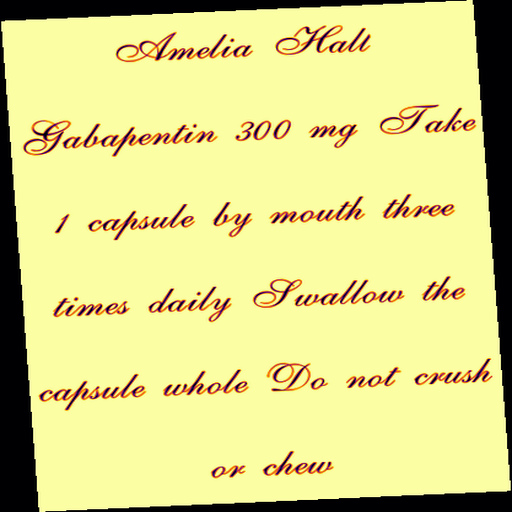 Amelia Halt
Gabapentin 300 mg Take
1 capsule by mouth three
times daily Swallow the
capsule whole Do not crush
or chew